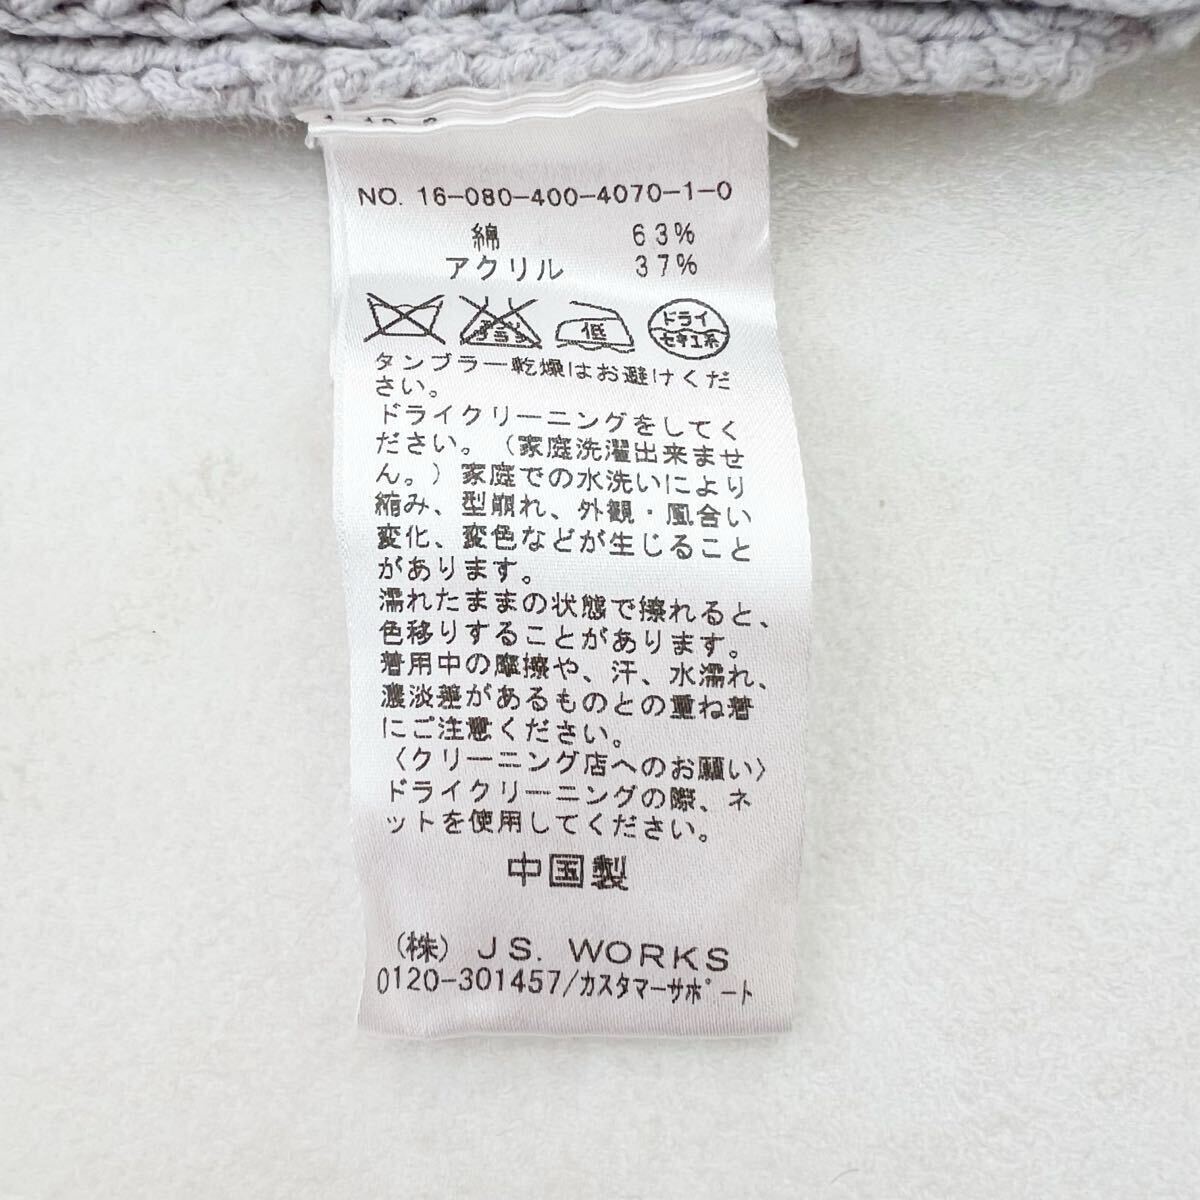 NO. 16-080-400-4070-1-0
綿 63%
アクリル 37%
エンソサラシ
低
ドライ
セキユ系
タンブラー乾燥はお避けくだ
さい。
ドライクリーニングをしてく
ださい。（家庭洗濯出来ませ
ん。）家庭での水洗いにより
縮み、型崩れ、外観・風合い
変化、変色などが生じること
があります。
濡れたままの状態で擦れると、
色移りすることがあります。
着用中の摩擦や、汗、水濡れ、
濃淡差があるものとの重ね着
にご注意ください。
〈クリーニング店へのお願い〉
ドライクリーニングの際、ネ
ットを使用してください。
中国製
(株) JS. WORKS
0120-301457/カスタマーサポート